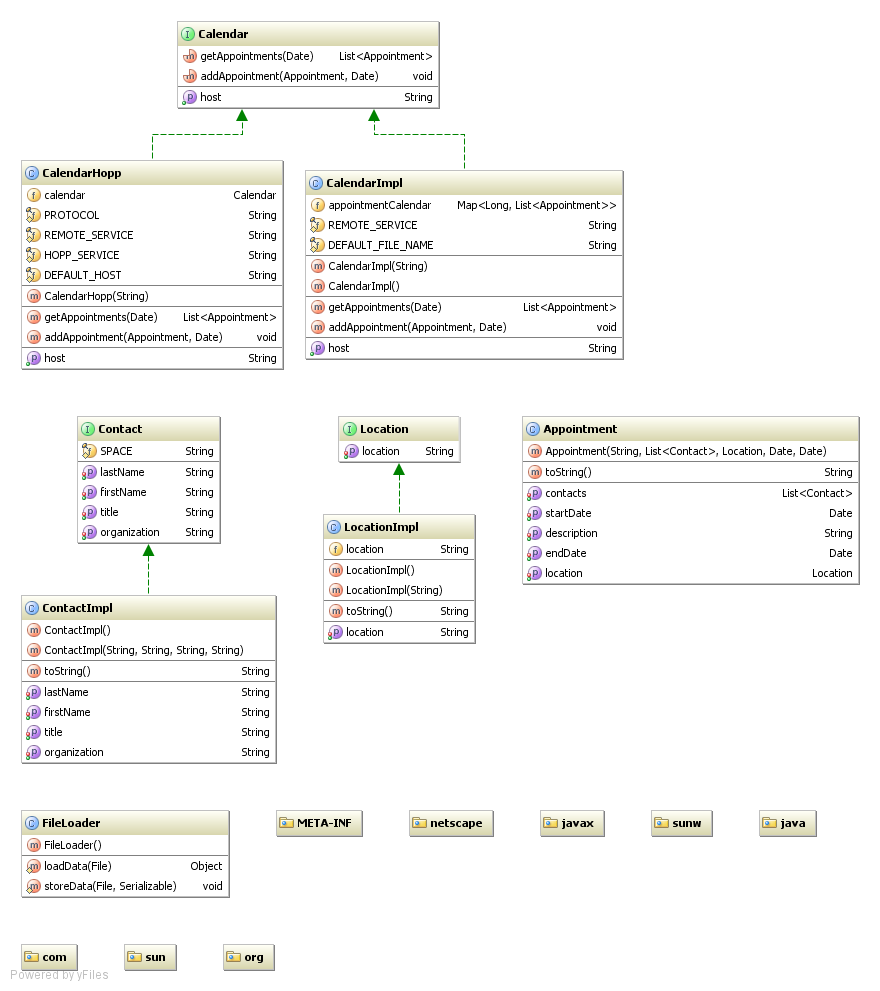 Calendar
getAppointments(Date) List<Appointment>
addAppointment(Appointment, Date) void
host String
CalendarHopp
calendar Calendar
PROTOCOL String
REMOTE_SERVICE String
HOPP_SERVICE String
DEFAULT_HOST String
CalendarHopp(String)
getAppointments(Date) List<Appointment>
addAppointment(Appointment, Date) void
host String
CalendarImpl
appointmentCalendar Map<Long, List<Appointment>>
REMOTE_SERVICE String
DEFAULT_FILE_NAME String
CalendarImpl(String)
CalendarImpl()
getAppointments(Date) List<Appointment>
addAppointment(Appointment, Date) void
host String
Contact
SPACE String
lastName String
firstName String
title String
organization String
Location
location String
Appointment
Appointment(String, List<Contact>, Location, Date, Date)
toString() String
contacts List<Contact>
startDate Date
description String
endDate Date
location Location
LocationImpl
location String
LocationImpl()
LocationImpl(String)
toString() String
location String
ContactImpl
ContactImpl()
ContactImpl(String, String, String, String)
toString() String
lastName String
firstName String
title String
organization String
FileLoader
FileLoader()
loadData(File) Object
storeData(File, Serializable) void
META-INF
netscape
javax
sunw
java
com
sun
org
Powered by yFiles